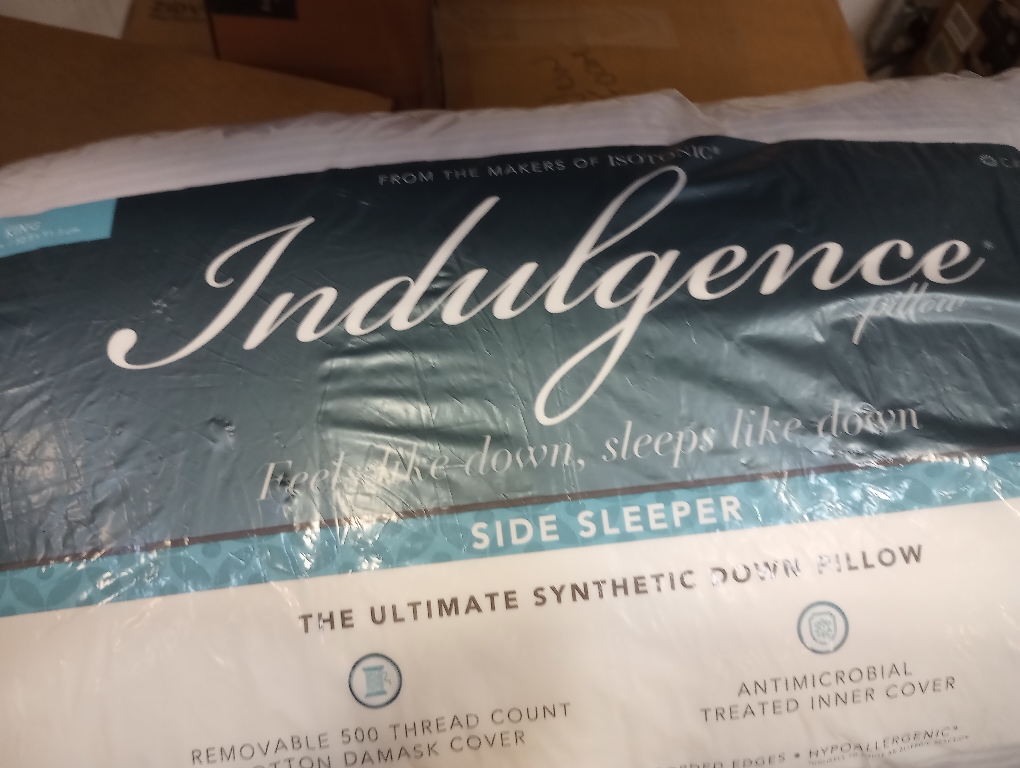 FROM THE MAKERS OF ISOTONIC®
KING
Indulgence®
pillow
Feels like down, sleeps like down
SIDE SLEEPER
THE ULTIMATE SYNTHETIC DOWN PILLOW
ANTIMICROBIAL
TREATED INNER COVER
REMOVABLE 500 THREAD COUNT
COTTON DAMASK COVER
EDGES • HYPOALLERGENIC*